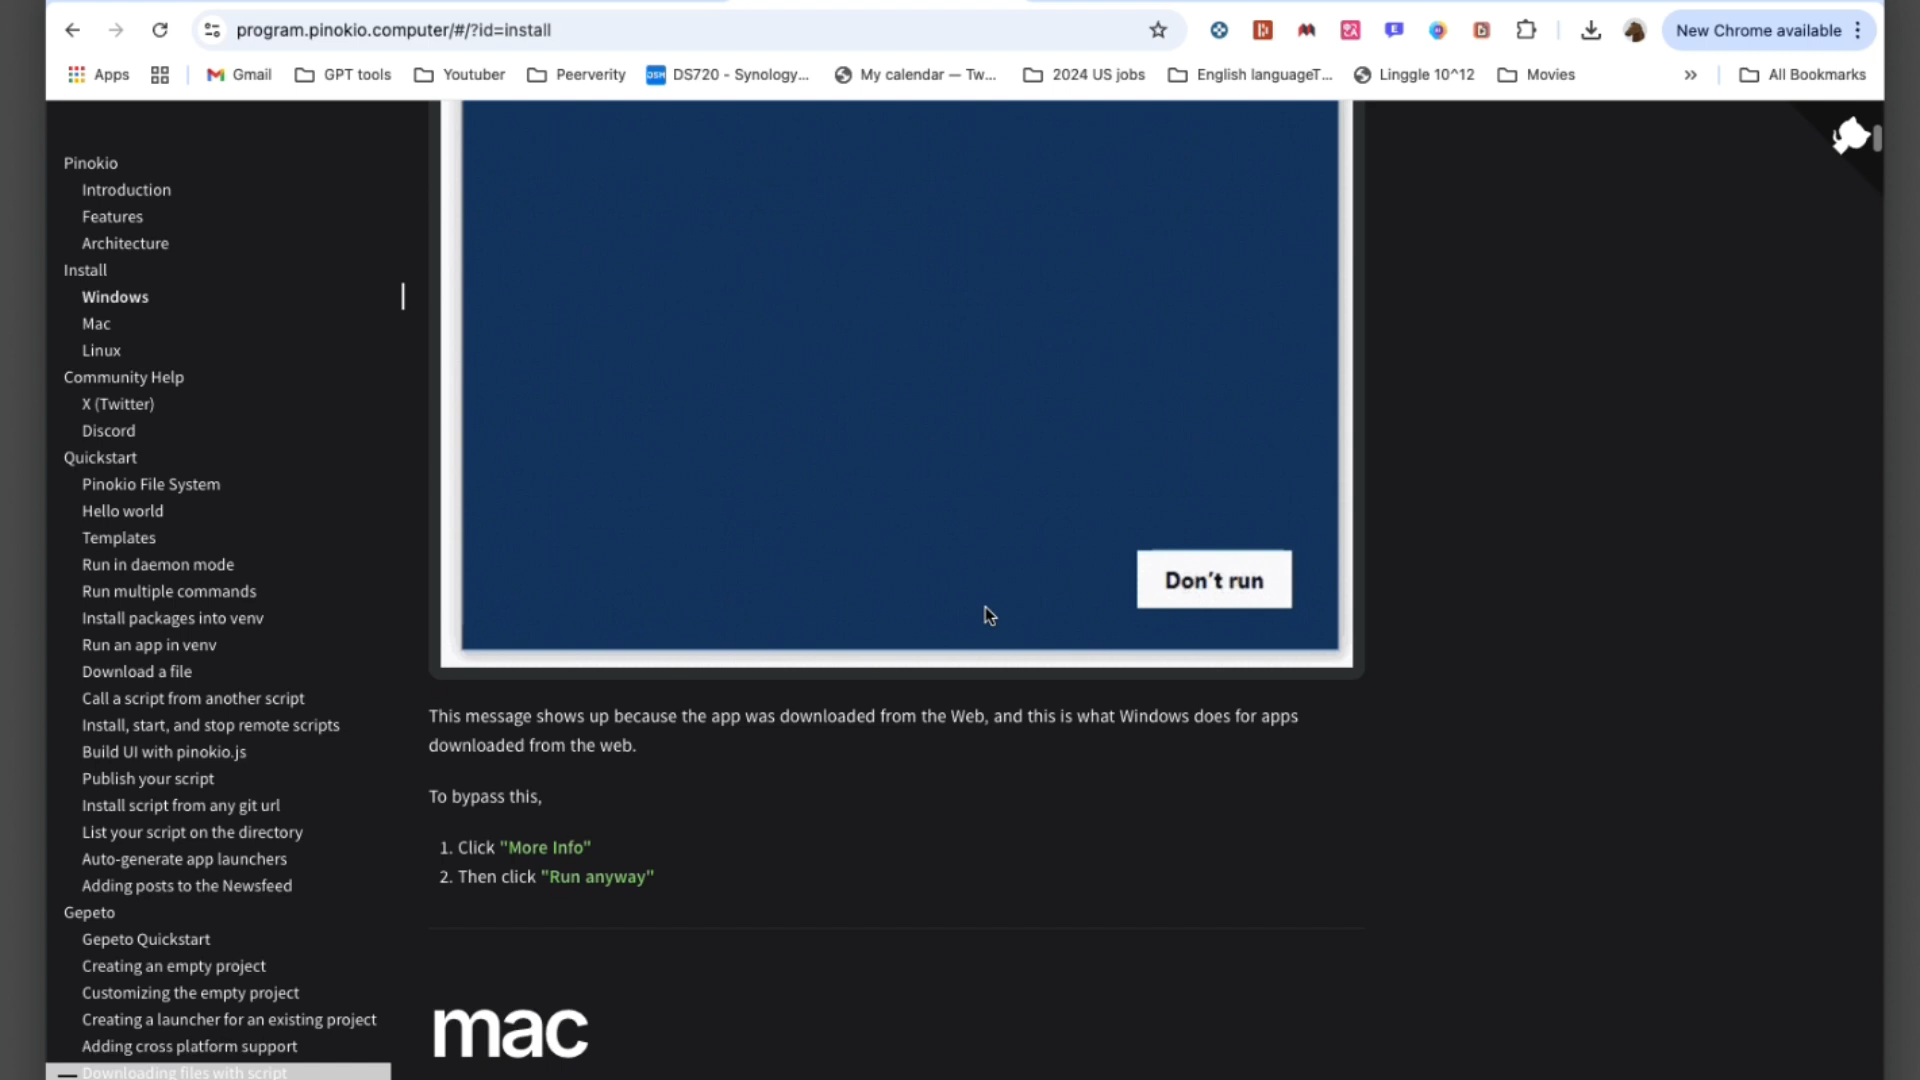 program.pinokio.computer/#/?id=install
New Chrome available
Apps
Gmail
GPT tools
Youtuber
Peerverity
DSM
DS720 - Synology...
My calendar — Tw...
2024 US jobs
English languageT...
Linggle 10^12
Movies
»
All Bookmarks
Pinokio
Introduction
Features
Architecture
Install
Windows
Mac
Linux
Community Help
X (Twitter)
Discord
Quickstart
Pinokio File System
Hello world
Templates
Run in daemon mode
Run multiple commands
Install packages into venv
Run an app in venv
Download a file
Call a script from another script
Install, start, and stop remote scripts
Build UI with pinokio.js
Publish your script
Install script from any git url
List your script on the directory
Auto-generate app launchers
Adding posts to the Newsfeed
Gepeto
Gepeto Quickstart
Creating an empty project
Customizing the empty project
Creating a launcher for an existing project
Adding cross platform support
Downloading files with script
Don't run
This message shows up because the app was downloaded from the Web, and this is what Windows does for apps
downloaded from the web.
To bypass this,
1. Click "More Info"
2. Then click "Run anyway"
mac